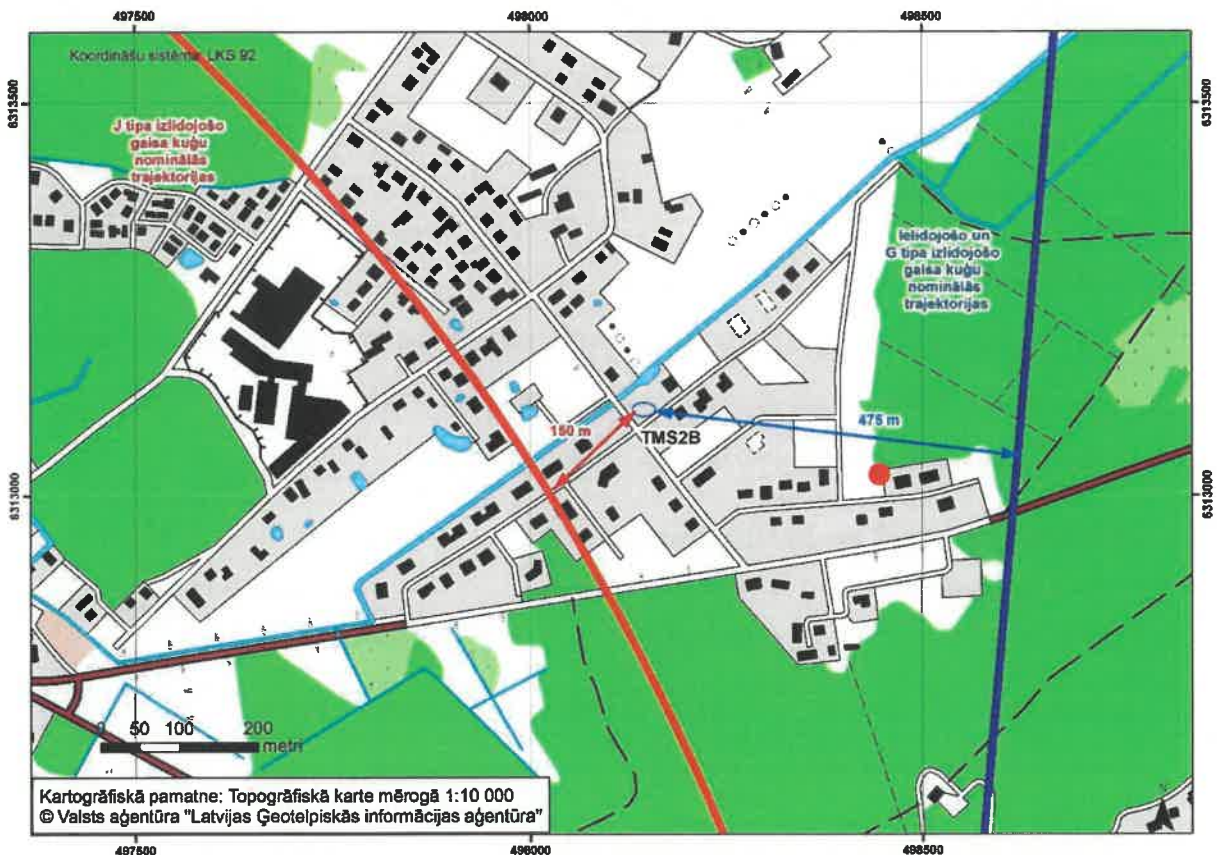 497500
498000
498500
Koordinātu sistēma: LKS 92
6313500
6313500
J tipa izlidojošo
gaisa kuģu
nominālās
trajektorijas
Ielidojošo un
G tipa izlidojošo
gaisa kuģu
nominālās
trajektorijas
150 m
TMS2B
475 m
6313000
6313000
0 50 100 200
metri
Kartogrāfiskā pamatne: Topogrāfiskā karte mērogā 1:10 000
© Valsts aģentūra "Latvijas Ģeotelpiskās informācijas aģentūra"
497500
498000
498500